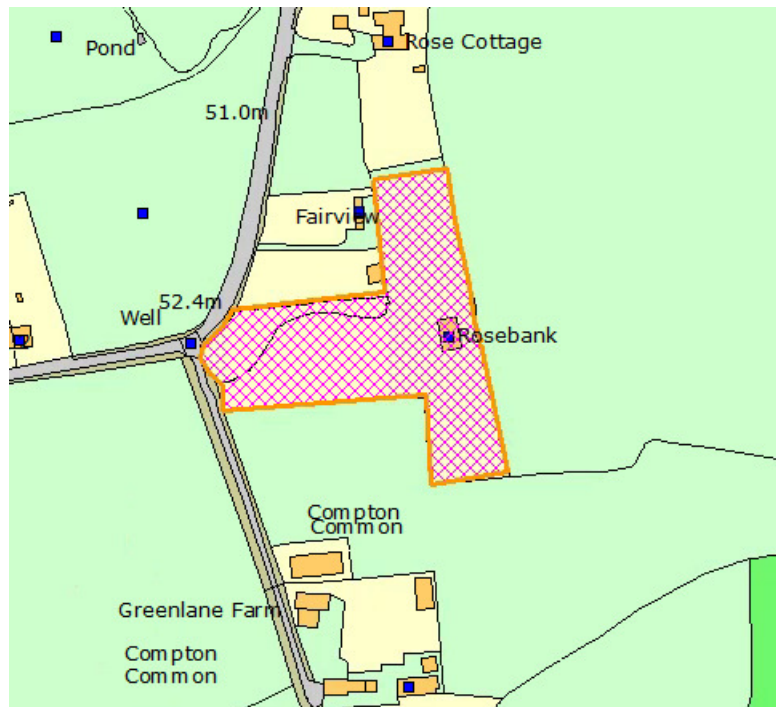 Pond
Rose Cottage
51.0m
Fairview
52.4m
Well
Rosebank
Compton
Common
Greenlane Farm
Compton
Common